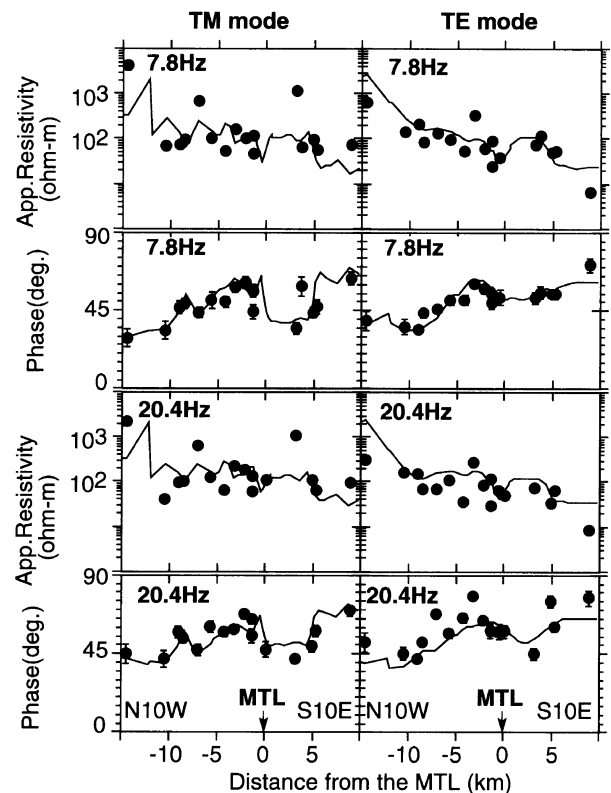 TM mode TE mode
7.8Hz 7.8Hz
10³
10²
App.Resistivity
(ohm-m)
7.8Hz 7.8Hz
90
45
0
Phase(deg.)
20.4Hz 20.4Hz
10³
10²
App.Resistivity
(ohm-m)
20.4Hz 20.4Hz
90
45
0
Phase(deg.)
N10W MTL S10E N10W MTL S10E
-10 -5 0 5 -10 -5 0 5
Distance from the MTL (km)